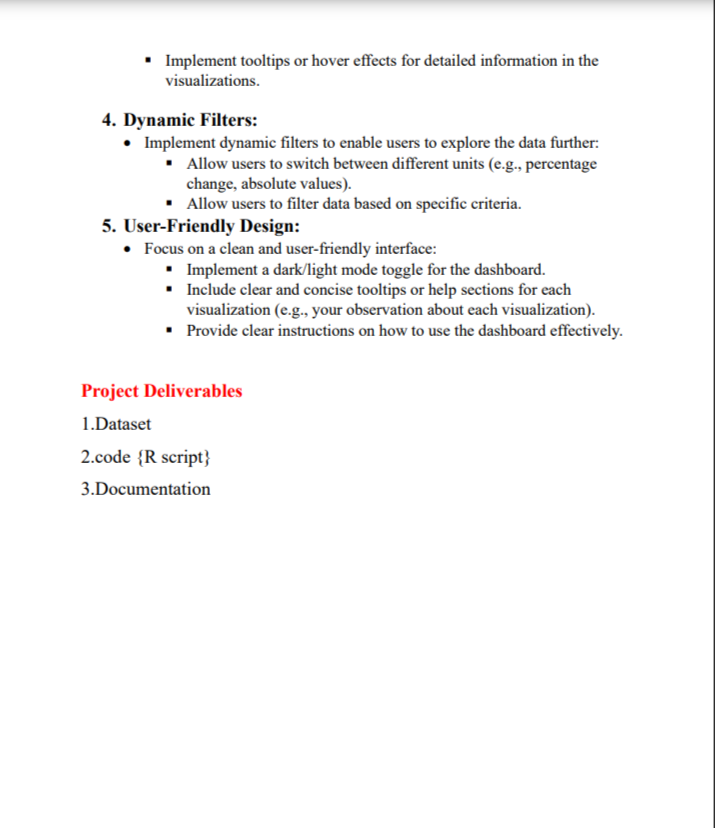 ▪ Implement tooltips or hover effects for detailed information in the
visualizations.
4. Dynamic Filters:
• Implement dynamic filters to enable users to explore the data further:
▪ Allow users to switch between different units (e.g., percentage
change, absolute values).
▪ Allow users to filter data based on specific criteria.
5. User-Friendly Design:
• Focus on a clean and user-friendly interface:
▪ Implement a dark/light mode toggle for the dashboard.
▪ Include clear and concise tooltips or help sections for each
visualization (e.g., your observation about each visualization).
▪ Provide clear instructions on how to use the dashboard effectively.
Project Deliverables
1.Dataset
2.code {R script}
3.Documentation